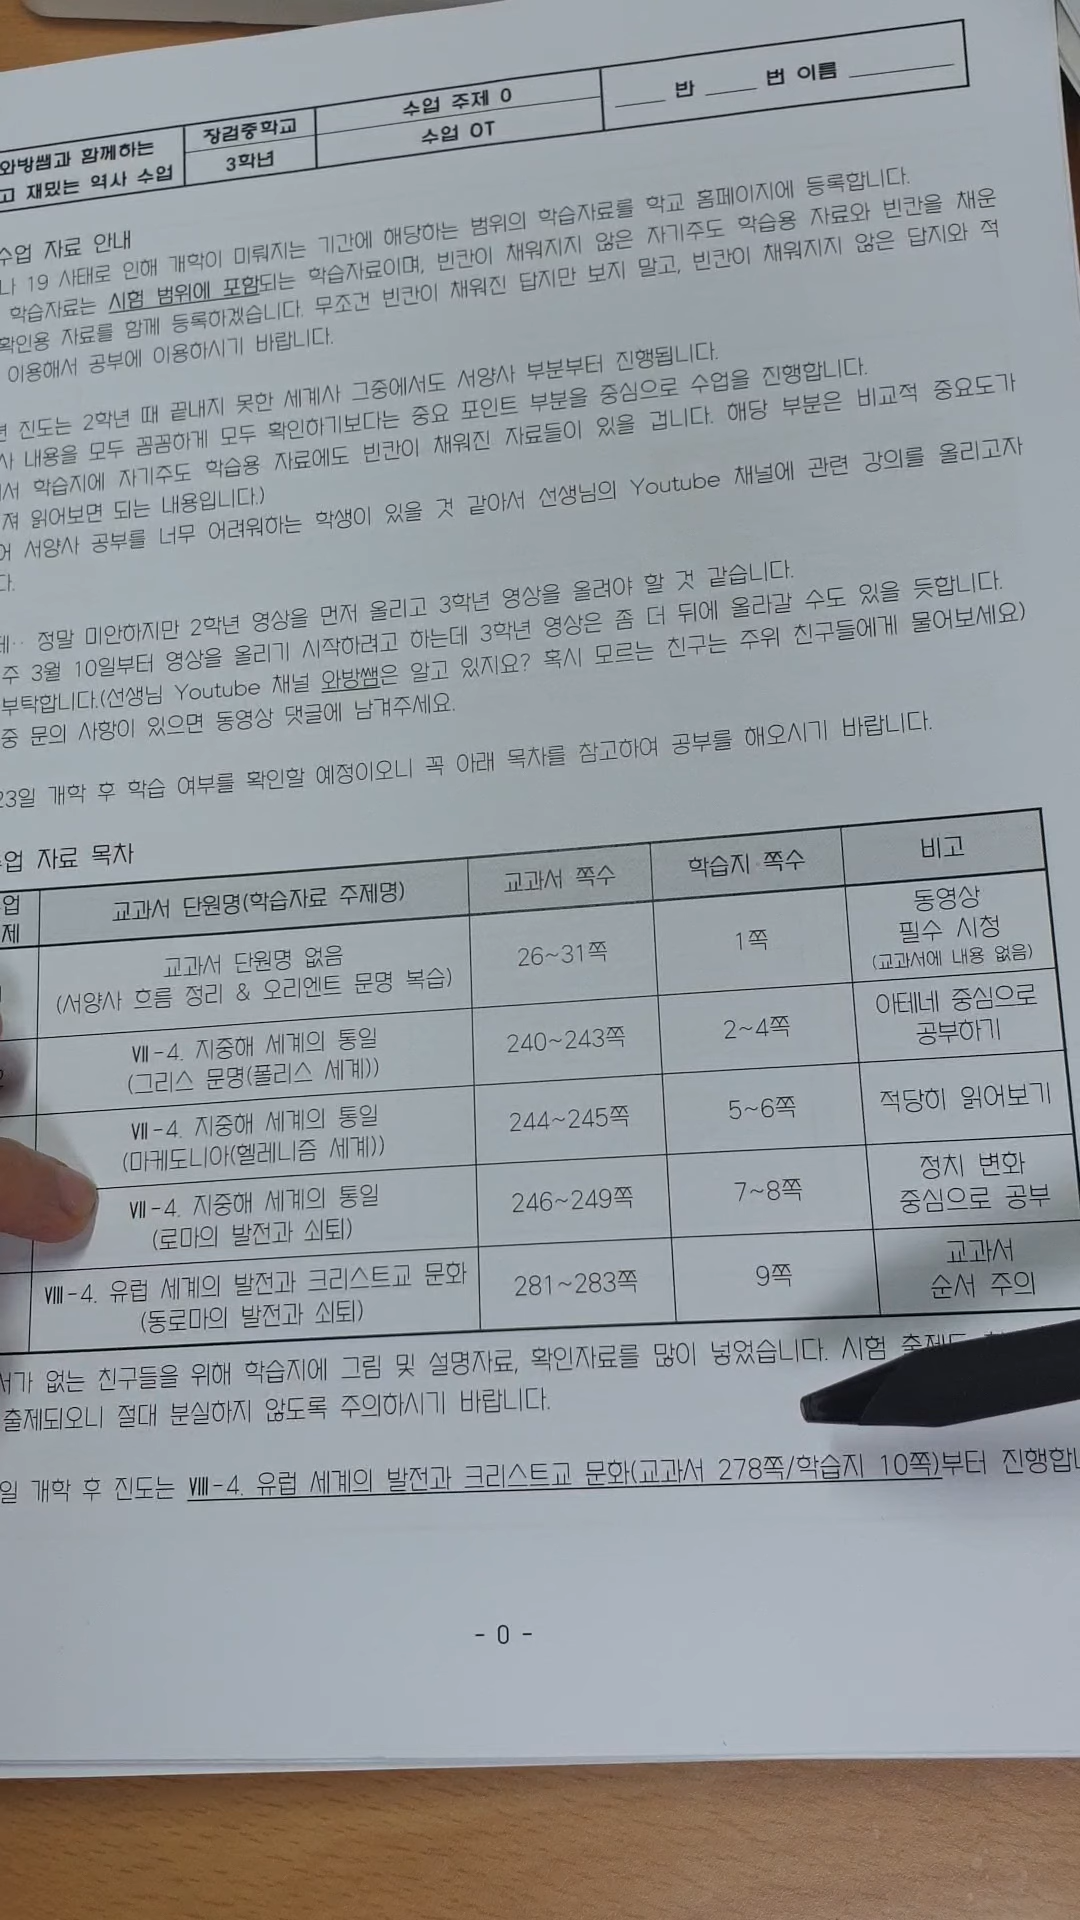 와방쌤과 함께하는
고 재밌는 역사 수업
장검중학교
3학년
수업 주제 0
수업 OT
반 번 이름
수업 자료 안내
나 19 사태로 인해 개학이 미뤄지는 기간에 해당하는 범위의 학습자료를 학교 홈페이지에 등록합니다.
학습자료는 시험 범위에 포함되는 학습자료이며, 빈칸이 채워지지 않은 자기주도 학습용 자료와 빈칸을 채운
확인용 자료를 함께 등록하겠습니다. 무조건 빈칸이 채워진 답지만 보지 말고, 빈칸이 채워지지 않은 답지와 적
이용해서 공부에 이용하시기 바랍니다.
진도는 2학년 때 끝내지 못한 세계사 그중에서도 서양사 부분부터 진행됩니다.
사 내용을 모두 꼼꼼하게 모두 확인하기보다는 중요 포인트 부분을 중심으로 수업을 진행합니다.
서 학습지에 자기주도 학습용 자료에도 빈칸이 채워진 자료들이 있을 겁니다. 해당 부분은 비교적 중요도가
져 읽어보면 되는 내용입니다.)
어 서양사 공부를 너무 어려워하는 학생이 있을 것 같아서 선생님의 Youtube 채널에 관련 강의를 올리고자
다.
데.. 정말 미안하지만 2학년 영상을 먼저 올리고 3학년 영상을 올려야 할 것 같습니다.
주 3월 10일부터 영상을 올리기 시작하려고 하는데 3학년 영상은 좀 더 뒤에 올라갈 수도 있을 듯합니다.
부탁합니다.(선생님 Youtube 채널 와방쌤은 알고 있지요? 혹시 모르는 친구는 주위 친구들에게 물어보세요)
중 문의 사항이 있으면 동영상 댓글에 남겨주세요.
23일 개학 후 학습 여부를 확인할 예정이오니 꼭 아래 목차를 참고하여 공부를 해오시기 바랍니다.
업 자료 목차
업
제
교과서 단원명(학습자료 주제명)
교과서 쪽수
학습지 쪽수
비고
교과서 단원명 없음
(서양사 흐름 정리 & 오리엔트 문명 복습)
26~31쪽
1쪽
동영상
필수 시청
(교과서에 내용 없음)
Ⅶ-4. 지중해 세계의 통일
(그리스 문명(폴리스 세계))
240~243쪽
2~4쪽
아테네 중심으로
공부하기
Ⅶ-4. 지중해 세계의 통일
(마케도니아(헬레니즘 세계))
244~245쪽
5~6쪽
적당히 읽어보기
Ⅶ-4. 지중해 세계의 통일
(로마의 발전과 쇠퇴)
246~249쪽
7~8쪽
정치 변화
중심으로 공부
Ⅷ-4. 유럽 세계의 발전과 크리스트교 문화
(동로마의 발전과 쇠퇴)
281~283쪽
9쪽
교과서
순서 주의
서가 없는 친구들을 위해 학습지에 그림 및 설명자료, 확인자료를 많이 넣었습니다. 시험 출제도
출제되오니 절대 분실하지 않도록 주의하시기 바랍니다.
일 개학 후 진도는 Ⅷ-4. 유럽 세계의 발전과 크리스트교 문화(교과서 278쪽/학습지 10쪽)부터 진행합니
- 0 -